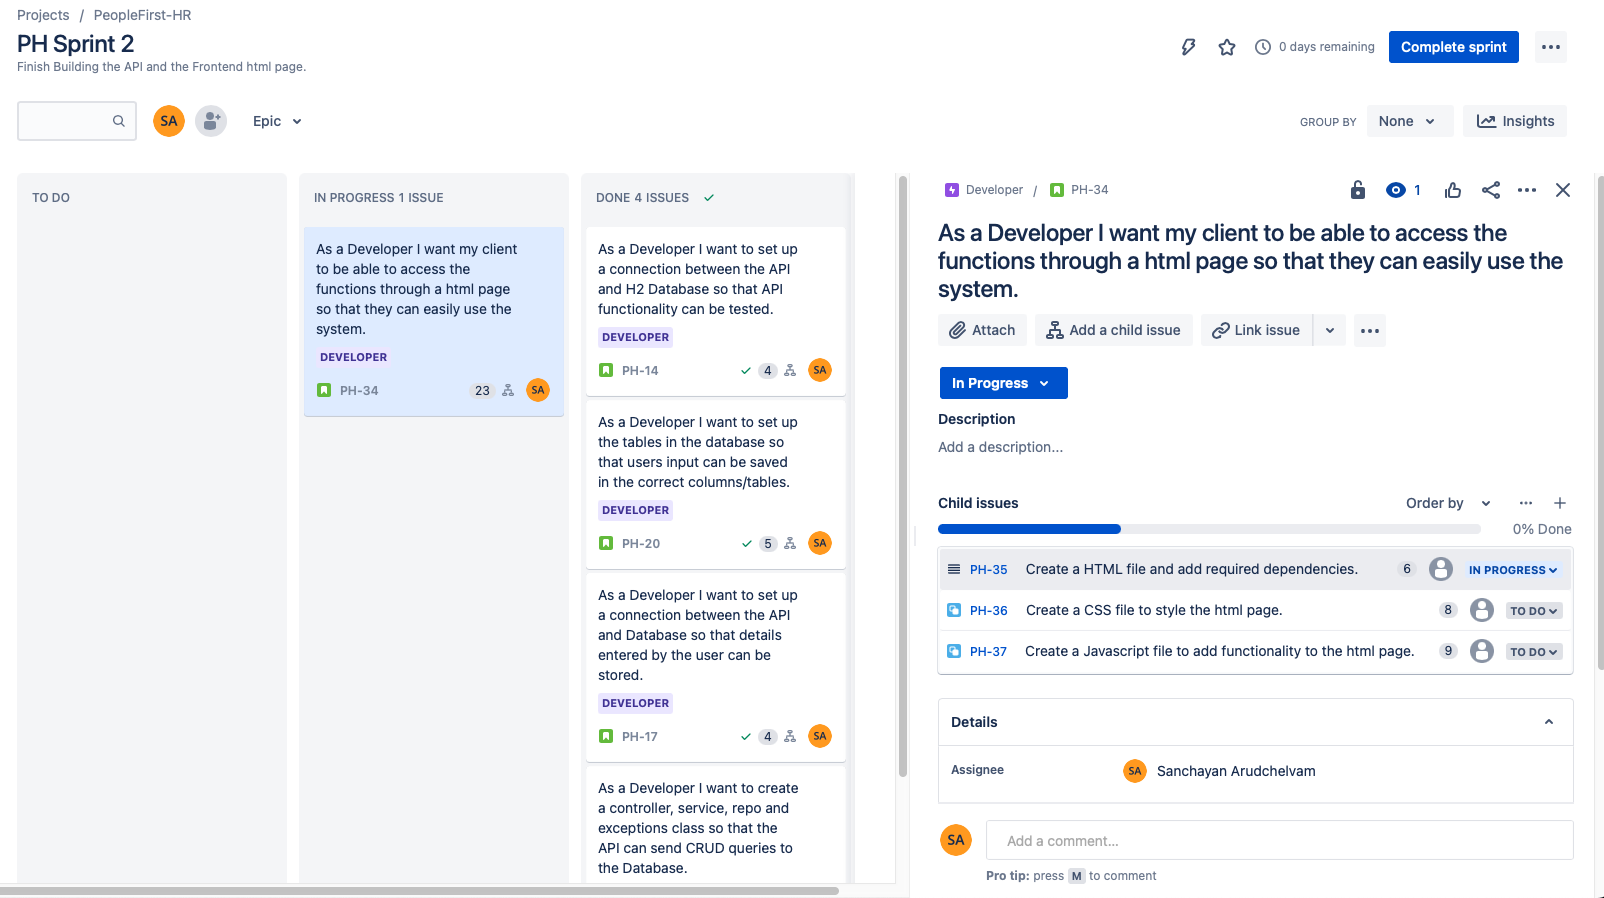 Projects / PeopleFirst-HR
PH Sprint 2
Finish Building the API and the Frontend html page.
0 days remaining
Complete sprint
SA
Epic
GROUP BY
None
Insights
TO DO
IN PROGRESS 1 ISSUE
As a Developer I want my client
to be able to access the
functions through a html page
so that they can easily use the
system.
DEVELOPER
PH-34
23
SA
DONE 4 ISSUES
As a Developer I want to set up
a connection between the API
and H2 Database so that API
functionality can be tested.
DEVELOPER
PH-14
4
SA
As a Developer I want to set up
the tables in the database so
that users input can be saved
in the correct columns/tables.
DEVELOPER
PH-20
5
SA
As a Developer I want to set up
a connection between the API
and Database so that details
entered by the user can be
stored.
DEVELOPER
PH-17
4
SA
As a Developer I want to create
a controller, service, repo and
exceptions class so that the
API can send CRUD queries to
the Database.
Developer / PH-34
1
As a Developer I want my client to be able to access the
functions through a html page so that they can easily use the
system.
Attach
Add a child issue
Link issue
In Progress
Description
Add a description...
Child issues
Order by
0% Done
PH-35 Create a HTML file and add required dependencies. 6 IN PROGRESS
PH-36 Create a CSS file to style the html page. 8 TO DO
PH-37 Create a Javascript file to add functionality to the html page. 9 TO DO
Details
Assignee
SA
Sanchayan Arudchelvam
SA
Add a comment...
Pro tip: press M to comment